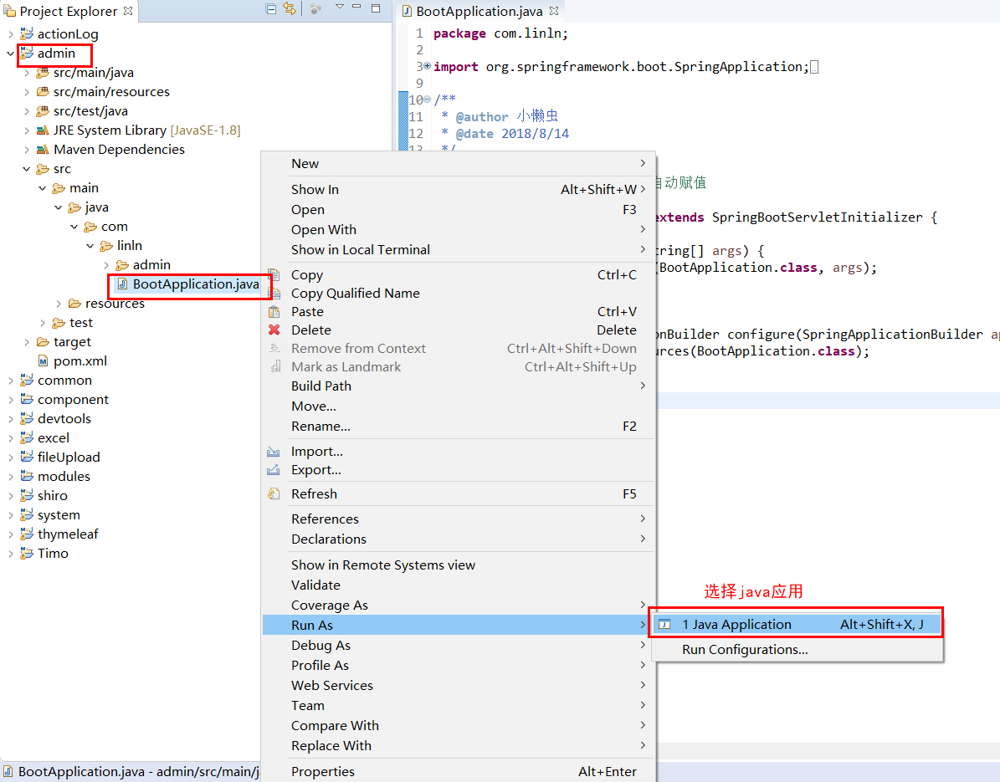 Project Explorer
actionLog
admin
src/main/java
src/main/resources
src/test/java
JRE System Library [JavaSE-1.8]
Maven Dependencies
src
main
java
com
linln
admin
BootApplication.java
resources
test
target
pom.xml
common
component
devtools
excel
fileUpload
modules
shiro
system
thymeleaf
Timo
BootApplication.java - admin/src/main/j
BootApplication.java
1 package com.linln;
2
3 import org.springframework.boot.SpringApplication;
9
10 /**
11 * @author 小懒虫
12 * @date 2018/8/14
13 */
自动赋值
extends SpringBootServletInitializer {
tring[] args) {
(BootApplication.class, args);
onBuilder configure(SpringApplicationBuilder ap
urces(BootApplication.class);
New
Show In Alt+Shift+W
Open F3
Open With
Show in Local Terminal
Copy Ctrl+C
Copy Qualified Name
Paste Ctrl+V
Delete Delete
Remove from Context Ctrl+Alt+Shift+Down
Mark as Landmark Ctrl+Alt+Shift+Up
Build Path
Move...
Rename... F2
Import...
Export...
Refresh F5
References
Declarations
Show in Remote Systems view
Validate
Coverage As
Run As
Debug As
Profile As
Web Services
Team
Compare With
Replace With
Properties Alt+Enter
选择java应用
1 Java Application Alt+Shift+X, J
Run Configurations...